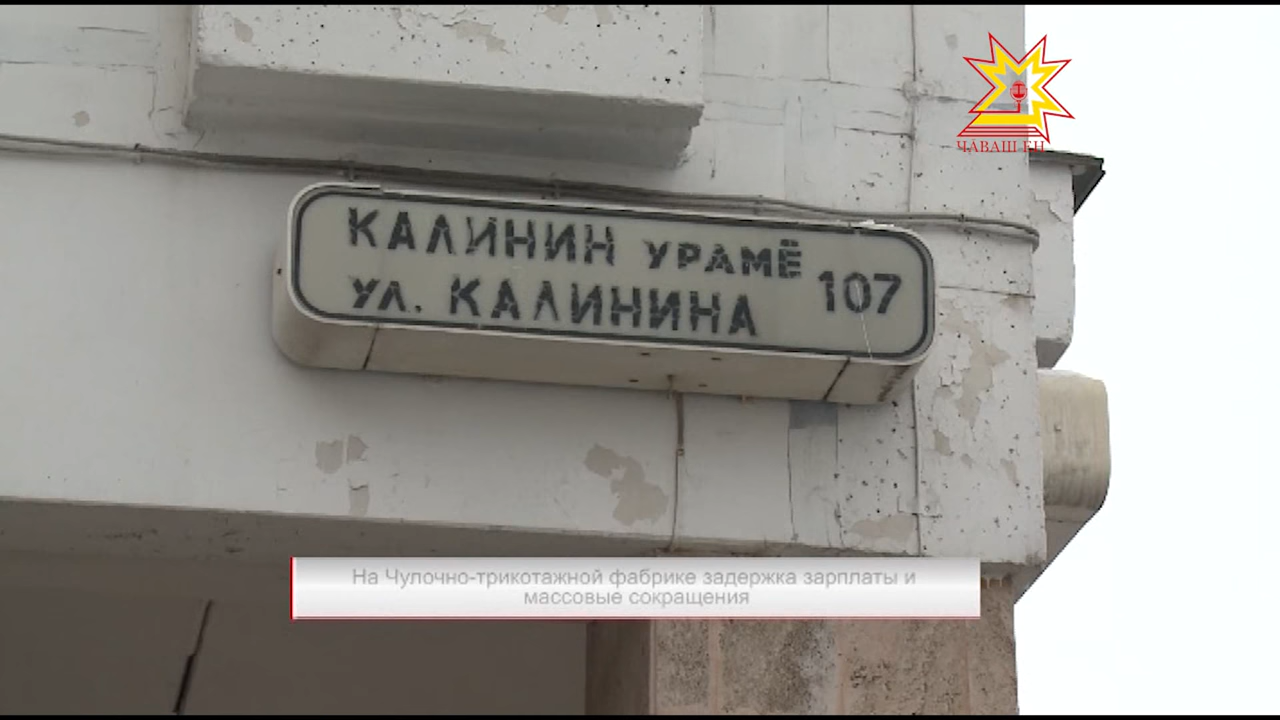 ЧĂВАШ ЕН
КАЛИНИН УРАМĔ
УЛ. КАЛИНИНА
107
На Чулочно-трикотажной фабрике задержка зарплаты и
массовые сокращения